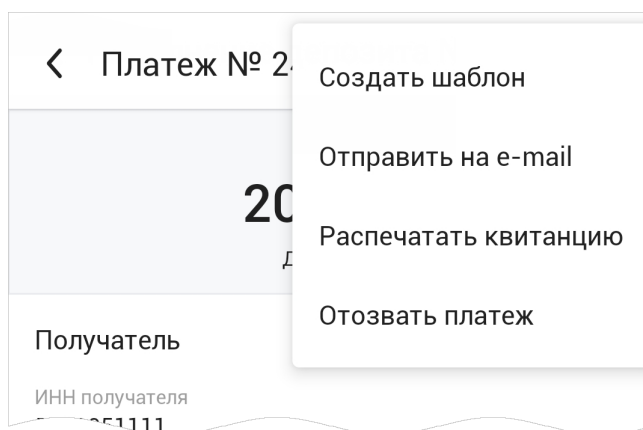 Платеж № 2
Создать шаблон
Отправить на e-mail
20
Распечатать квитанцию
Отозвать платеж
Получатель
ИНН получателя